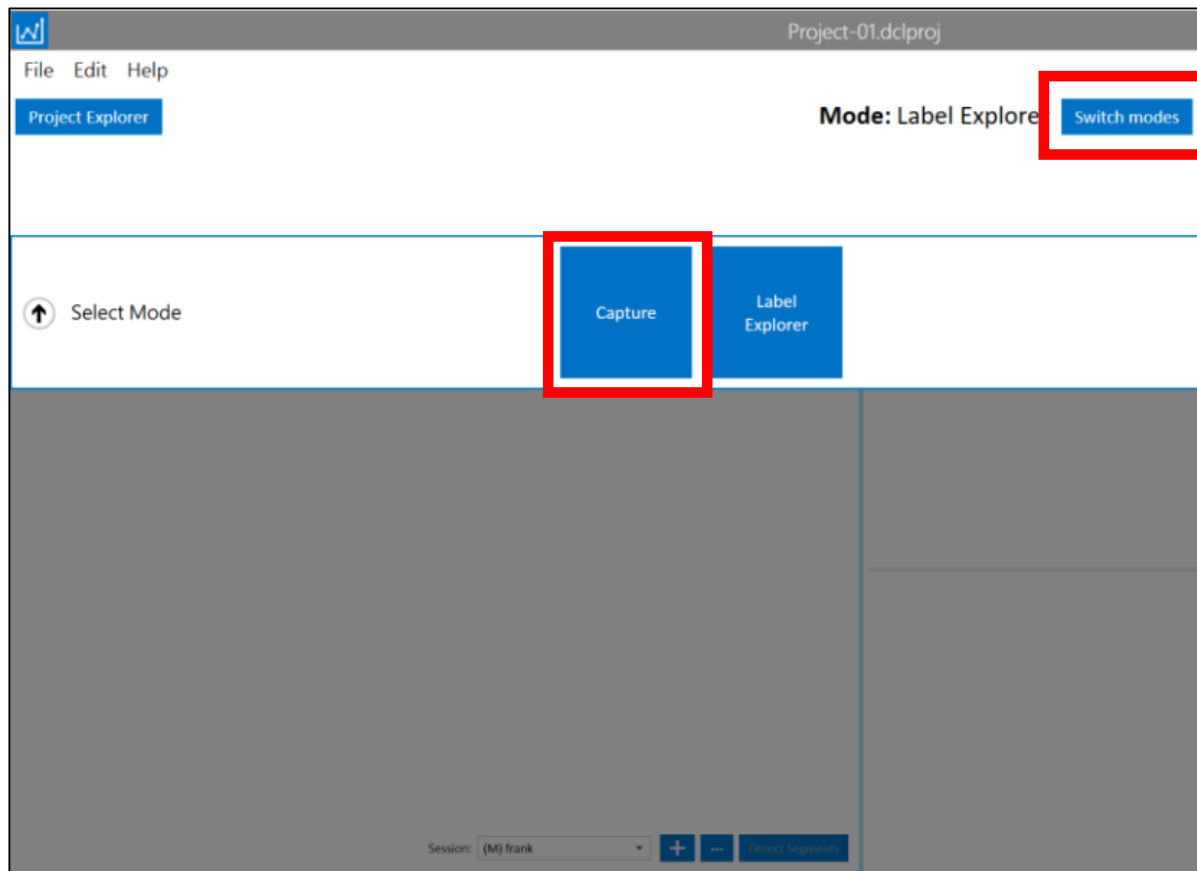 Project-01.dclproj
File Edit Help
Project Explorer
Mode: Label Explore
Switch modes
Select Mode
Capture
Label
Explorer
Session: (M) frank
Detect Segments